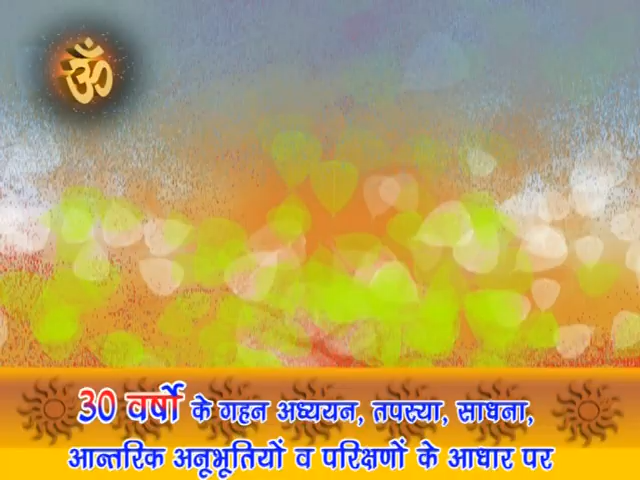 ॐ
30 वर्षो के गहन अध्ययन, तपस्या, साधना,
आन्तरिक अनूभूतियों व परिक्षणों के आधार पर